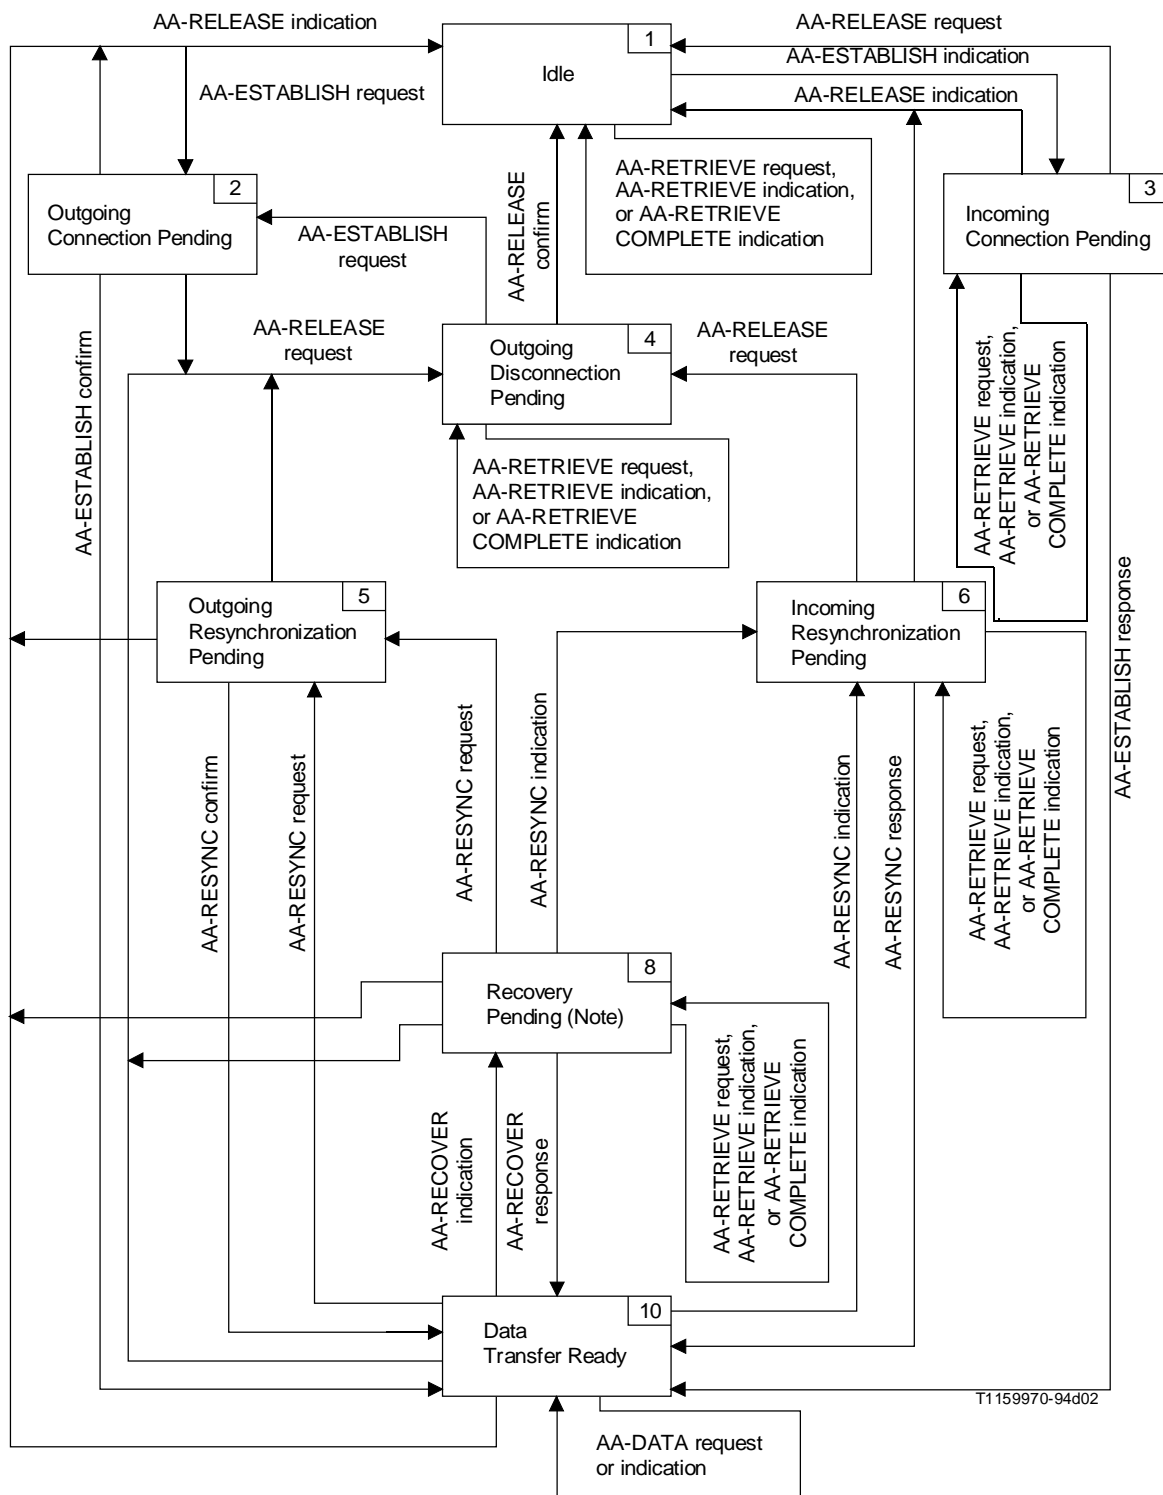 AA-RELEASE indication
1
Idle
AA-RELEASE request
AA-ESTABLISH indication
AA-RELEASE indication
AA-ESTABLISH request
2
Outgoing
Connection Pending
AA-ESTABLISH
request
AA-RELEASE
confirm
AA-RETRIEVE request,
AA-RETRIEVE indication,
or AA-RETRIEVE
COMPLETE indication
3
Incoming
Connection Pending
AA-RELEASE
request
4
Outgoing
Disconnection
Pending
AA-RELEASE
request
AA-RETRIEVE request,
AA-RETRIEVE indication,
or AA-RETRIEVE
COMPLETE indication
AA-ESTABLISH confirm
AA-RETRIEVE request,
AA-RETRIEVE indication,
or AA-RETRIEVE
COMPLETE indication
5
Outgoing
Resynchronization
Pending
6
Incoming
Resynchronization
Pending
AA-ESTABLISH response
AA-RESYNC confirm
AA-RESYNC request
AA-RESYNC request
AA-RESYNC indication
AA-RESYNC indication
AA-RESYNC response
AA-RETRIEVE request,
AA-RETRIEVE indication,
or AA-RETRIEVE
COMPLETE indication
8
Recovery
Pending (Note)
AA-RECOVER
indication
AA-RECOVER
response
AA-RETRIEVE request,
AA-RETRIEVE indication,
or AA-RETRIEVE
COMPLETE indication
10
Data
Transfer Ready
T1159970-94d02
AA-DATA request
or indication